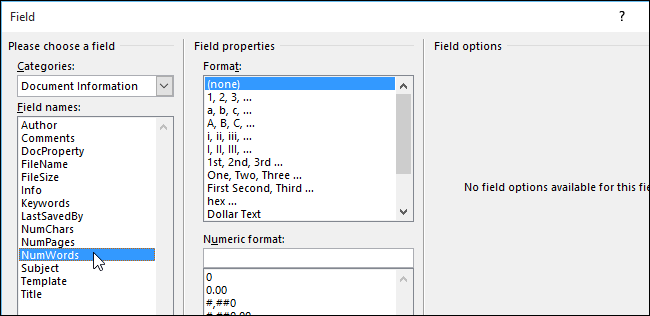 Field
?
Please choose a field
Categories:
Document Information
Field names:
Author
Comments
DocProperty
FileName
FileSize
Info
Keywords
LastSavedBy
NumChars
NumPages
NumWords
Subject
Template
Title
Field properties
Format:
(none)
1, 2, 3, ...
a, b, c, ...
A, B, C, ...
i, ii, iii, ...
I, II, III, ...
1st, 2nd, 3rd ...
One, Two, Three ...
First Second, Third ...
hex ...
Dollar Text
Numeric format:
0
0.00
#,##0
#,##0.00
Field options
No field options available for this fie